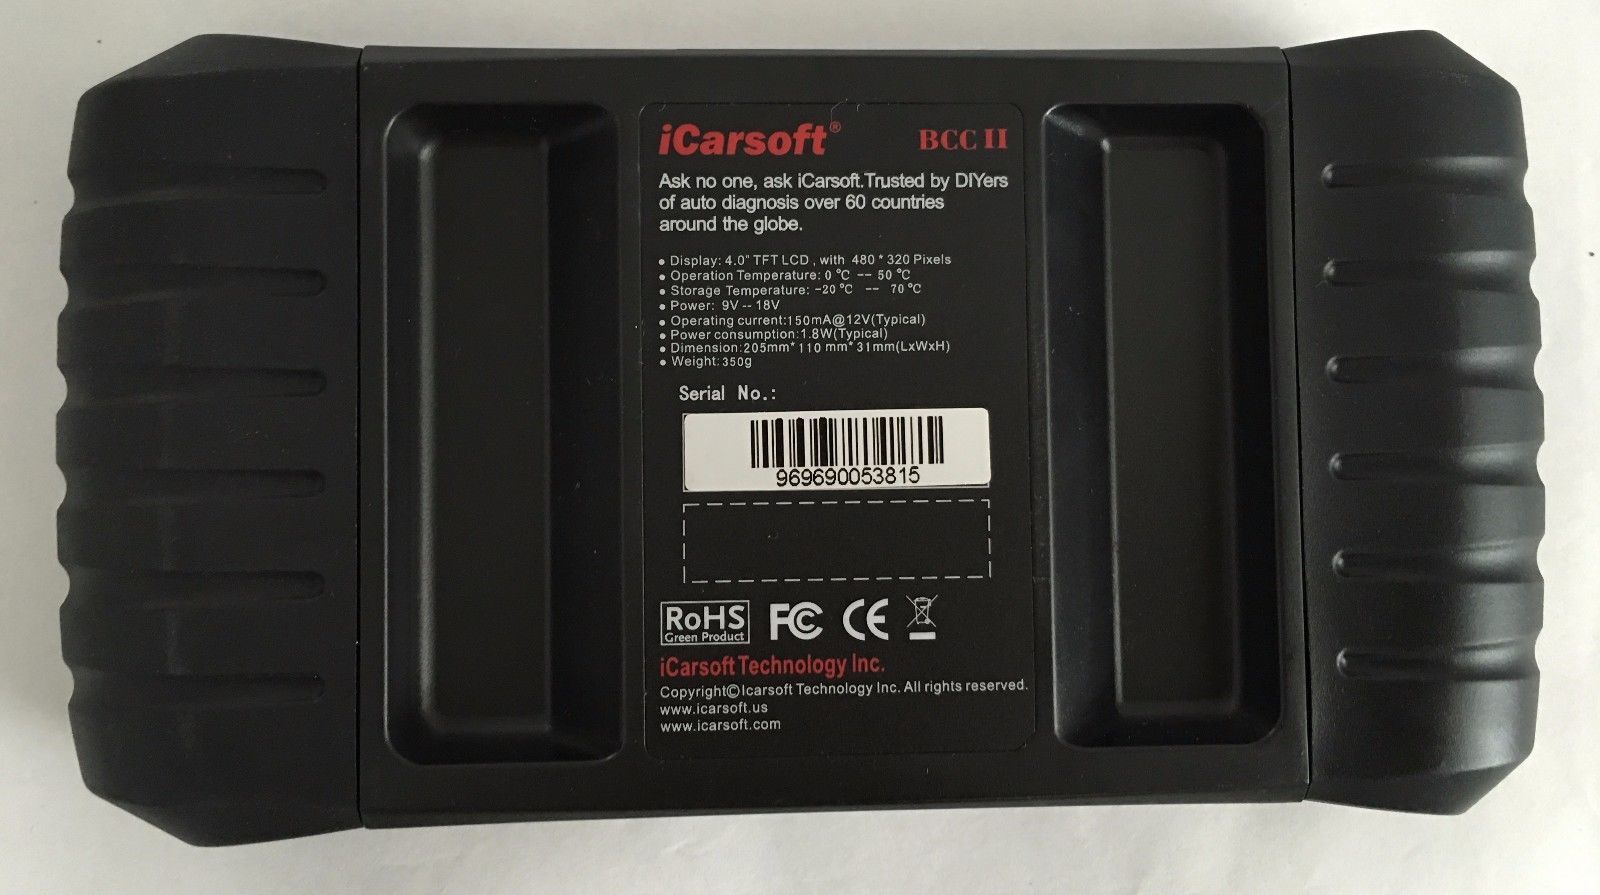 iCarsoft® BCC II
Ask no one, ask iCarsoft.Trusted by DIYers
of auto diagnosis over 60 countries
around the globe.
● Display: 4.0" TFT LCD , with 480 * 320 Pixels
● Operation Temperature: 0 °C -- 50 °C
● Storage Temperature: -20 °C -- 70 °C
● Power: 9V -- 18V
● Operating current:150mA@12V(Typical)
● Power consumption:1.8W(Typical)
● Dimension:205mm* 110 mm* 31mm(LxWxH)
● Weight:350g
Serial No.:
969690053815
RoHS
Green Product
FC CE
iCarsoft Technology Inc.
Copyright©Icarsoft Technology Inc. All rights reserved.
www.icarsoft.us
www.icarsoft.com